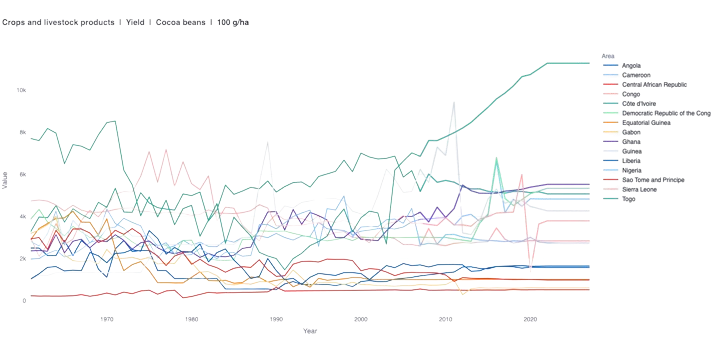 Crops and livestock products | Yield | Cocoa beans | 100 g/ha
Area
Angola
Cameroon
Central African Republic
Congo
Côte d'Ivoire
Democratic Republic of the Cong
Equatorial Guinea
Gabon
Ghana
Guinea
Liberia
Nigeria
Sao Tome and Principe
Sierra Leone
Togo
Value
10k
8k
6k
4k
2k
0
1970
1980
1990
2000
2010
2020
Year